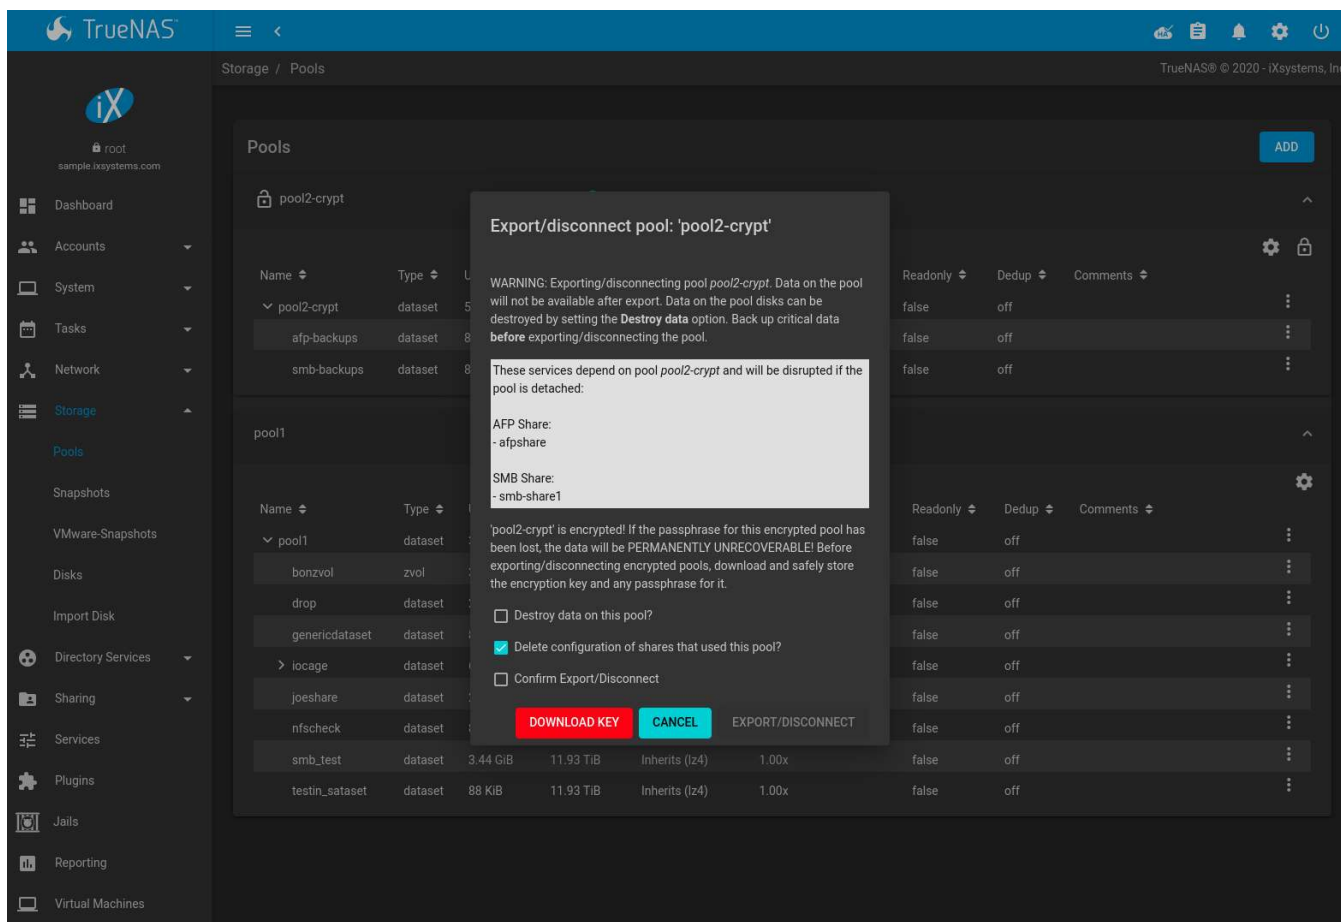 TrueNAS
HA
Storage / Pools
TrueNAS® © 2020 - iXsystems, Inc
iX
root
sample.ixsystems.com
Dashboard
Accounts
System
Tasks
Network
Storage
Pools
Snapshots
VMware-Snapshots
Disks
Import Disk
Directory Services
Sharing
Services
Plugins
Jails
Reporting
Virtual Machines
Pools
ADD
pool2-crypt
Name Type U Readonly Dedup Comments
pool2-crypt dataset 5 false off
afp-backups dataset 8 false off
smb-backups dataset 8 false off
pool1
Name Type Readonly Dedup Comments
pool1 dataset false off
bonzvol zvol false off
drop dataset false off
genericdataset dataset false off
iocage dataset false off
joeshare dataset false off
nfscheck dataset false off
smb_test dataset 3.44 GiB 11.93 TiB Inherits (lz4) 1.00x false off
testin_sataset dataset 88 KiB 11.93 TiB Inherits (lz4) 1.00x false off
Export/disconnect pool: 'pool2-crypt'
WARNING: Exporting/disconnecting pool pool2-crypt. Data on the pool
will not be available after export. Data on the pool disks can be
destroyed by setting the Destroy data option. Back up critical data
before exporting/disconnecting the pool.
These services depend on pool pool2-crypt and will be disrupted if the
pool is detached:
AFP Share:
- afpshare
SMB Share:
- smb-share1
'pool2-crypt' is encrypted! If the passphrase for this encrypted pool has
been lost, the data will be PERMANENTLY UNRECOVERABLE! Before
exporting/disconnecting encrypted pools, download and safely store
the encryption key and any passphrase for it.
Destroy data on this pool?
Delete configuration of shares that used this pool?
Confirm Export/Disconnect
DOWNLOAD KEY
CANCEL
EXPORT/DISCONNECT